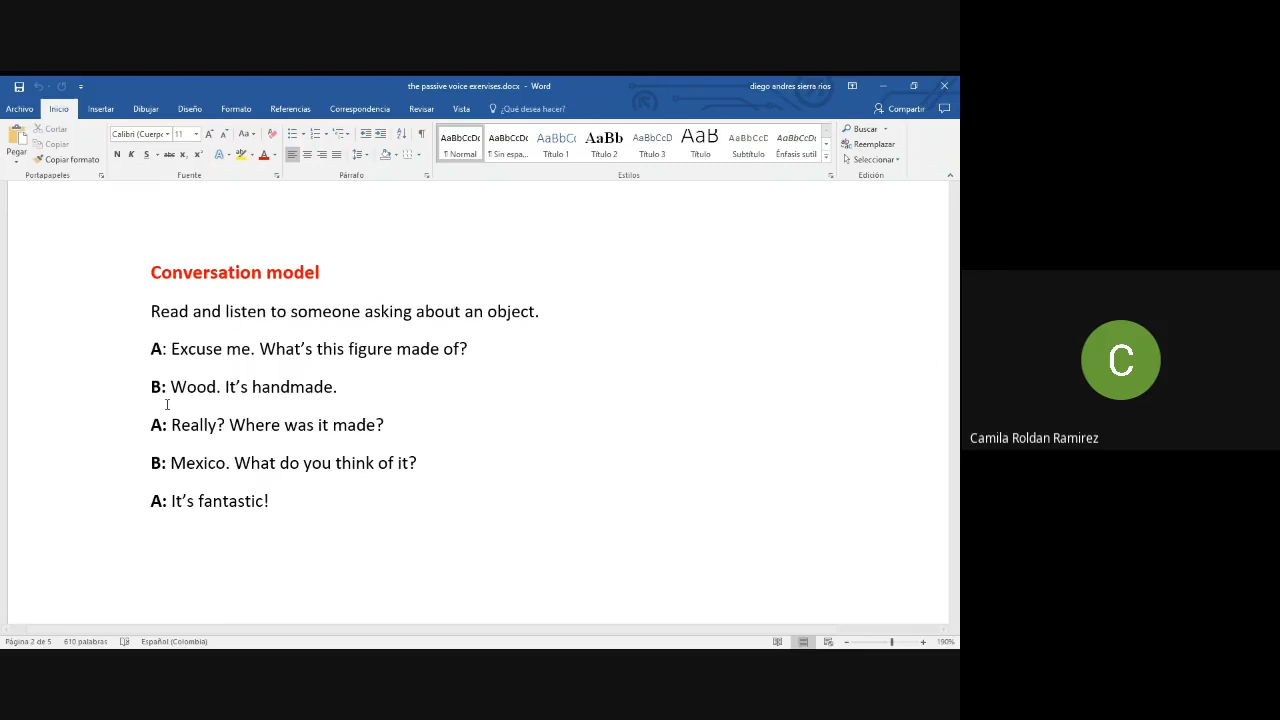 the passive voice exervises.docx - Word
diego andres sierra rios
Archivo Inicio Insertar Dibujar Diseño Formato Referencias Correspondencia Revisar Vista ¿Qué desea hacer? Compartir
Pegar
Cortar
Copiar
Copiar formato
Portapapeles
Calibri (Cuerpo 11
Fuente
Párrafo
AaBbCcDc AaBbCcDc AaBbCc AaBb AaBbCcD AaB AaBbCcD AaBbCcDc
¶ Normal ¶ Sin espa... Título 1 Título 2 Título 3 Título Subtítulo Énfasis sutil
Estilos
Buscar
Reemplazar
Seleccionar
Edición
Conversation model
Read and listen to someone asking about an object.
A: Excuse me. What’s this figure made of?
B: Wood. It’s handmade.
A: Really? Where was it made?
B: Mexico. What do you think of it?
A: It’s fantastic!
Página 2 de 5 610 palabras Español (Colombia) 190%
C
Camila Roldan Ramirez